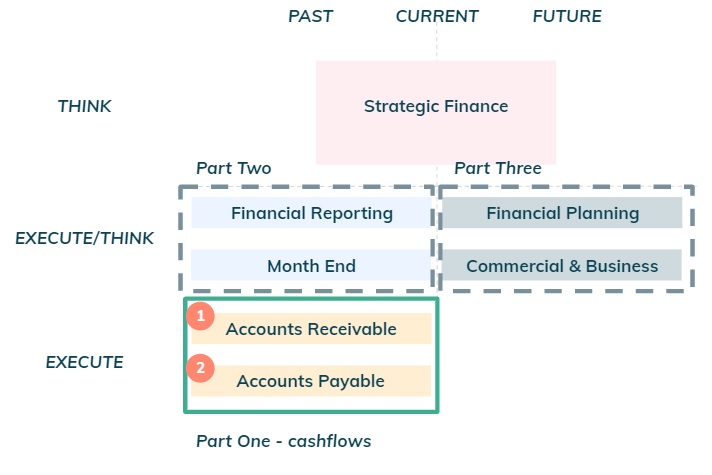 PAST CURRENT FUTURE
THINK
Strategic Finance
Part Two Part Three
Financial Reporting Financial Planning
EXECUTE/THINK
Month End Commercial & Business
1
Accounts Receivable
EXECUTE
2
Accounts Payable
Part One - cashflows